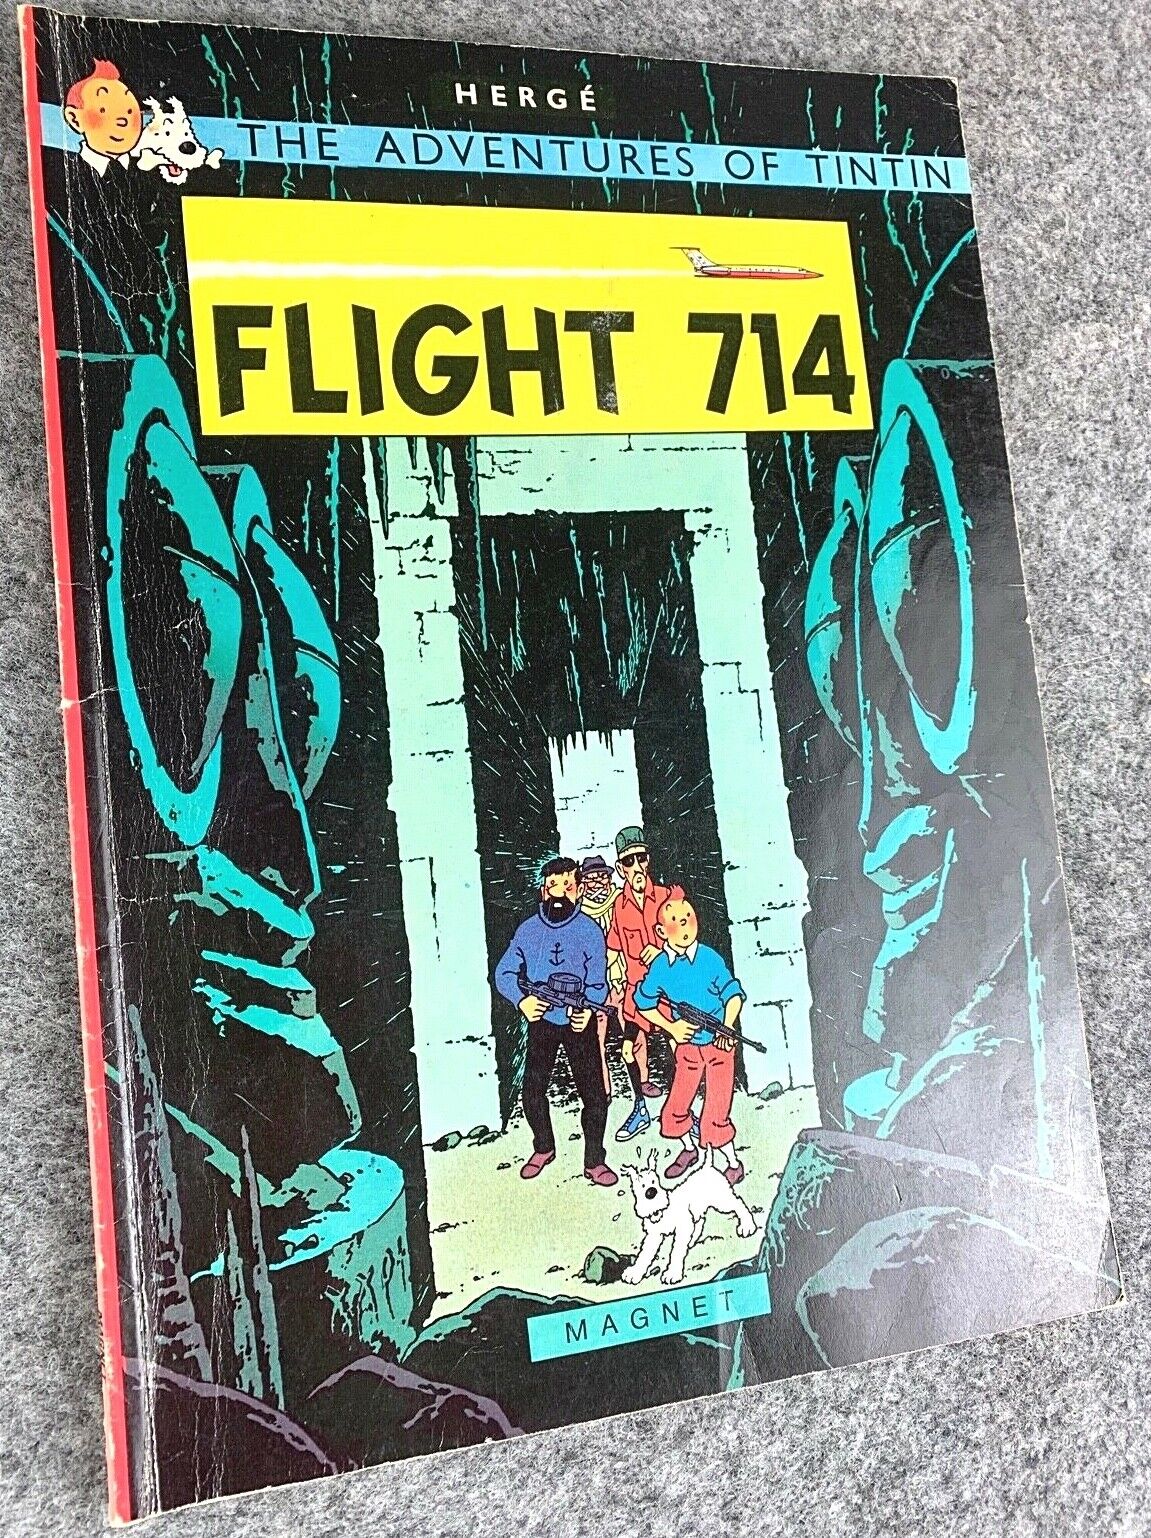 HERGÉ
THE ADVENTURES OF TINTIN
FLIGHT 714
MAGNET